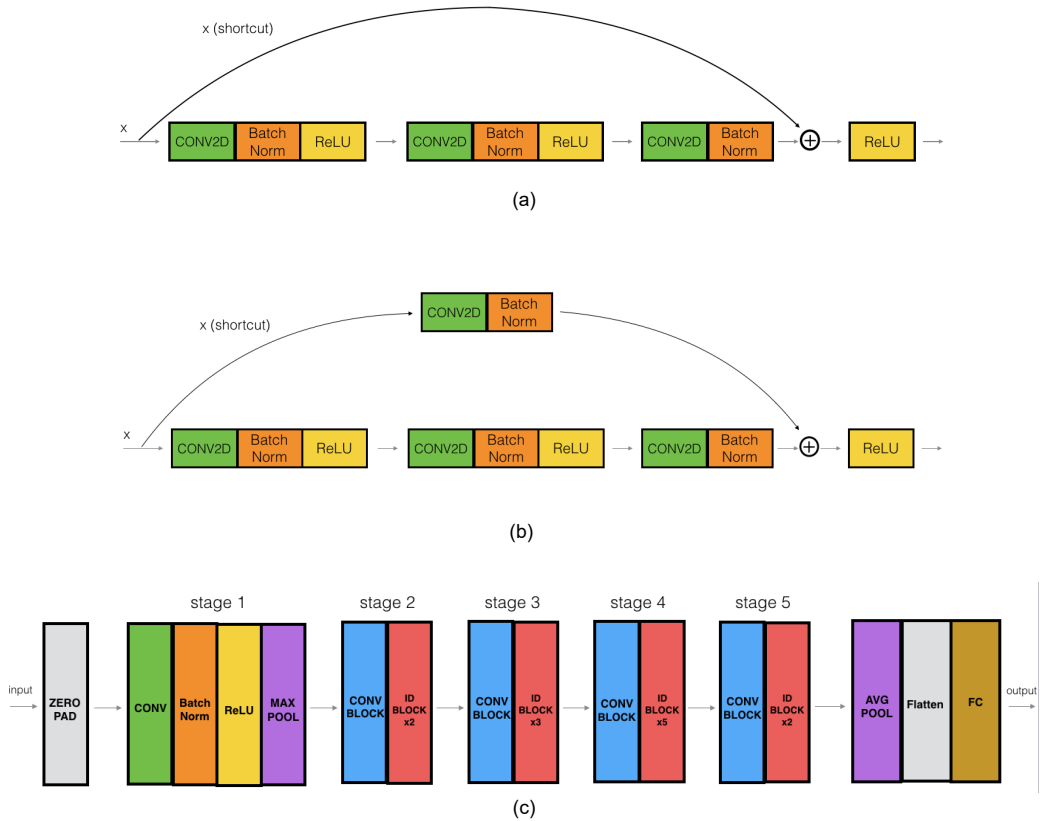 x (shortcut)
x
CONV2D
Batch
Norm
ReLU
CONV2D
Batch
Norm
ReLU
CONV2D
Batch
Norm
ReLU
(a)
x (shortcut)
CONV2D
Batch
Norm
x
CONV2D
Batch
Norm
ReLU
CONV2D
Batch
Norm
ReLU
CONV2D
Batch
Norm
ReLU
(b)
stage 1
stage 2
stage 3
stage 4
stage 5
input
ZERO
PAD
CONV
Batch
Norm
ReLU
MAX
POOL
CONV
BLOCK
ID
BLOCK
x2
CONV
BLOCK
ID
BLOCK
x3
CONV
BLOCK
ID
BLOCK
x5
CONV
BLOCK
ID
BLOCK
x2
AVG
POOL
Flatten
FC
output
(c)